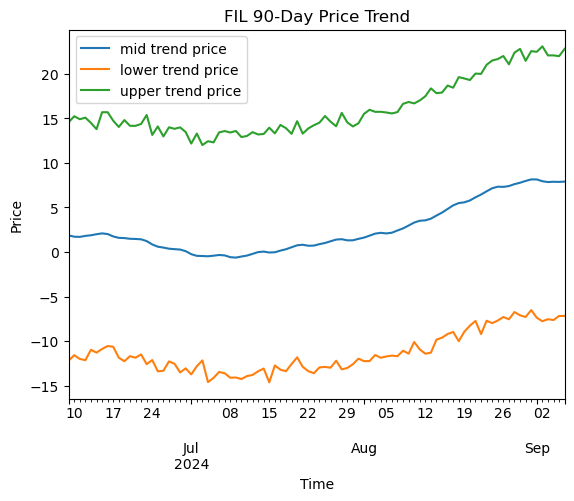 FIL 90-Day Price Trend
mid trend price
lower trend price
upper trend price
Price
20
15
10
5
0
−5
−10
−15
10 17 24 08 15 22 29 05 12 19 26 02
Jul Aug Sep
2024
Time